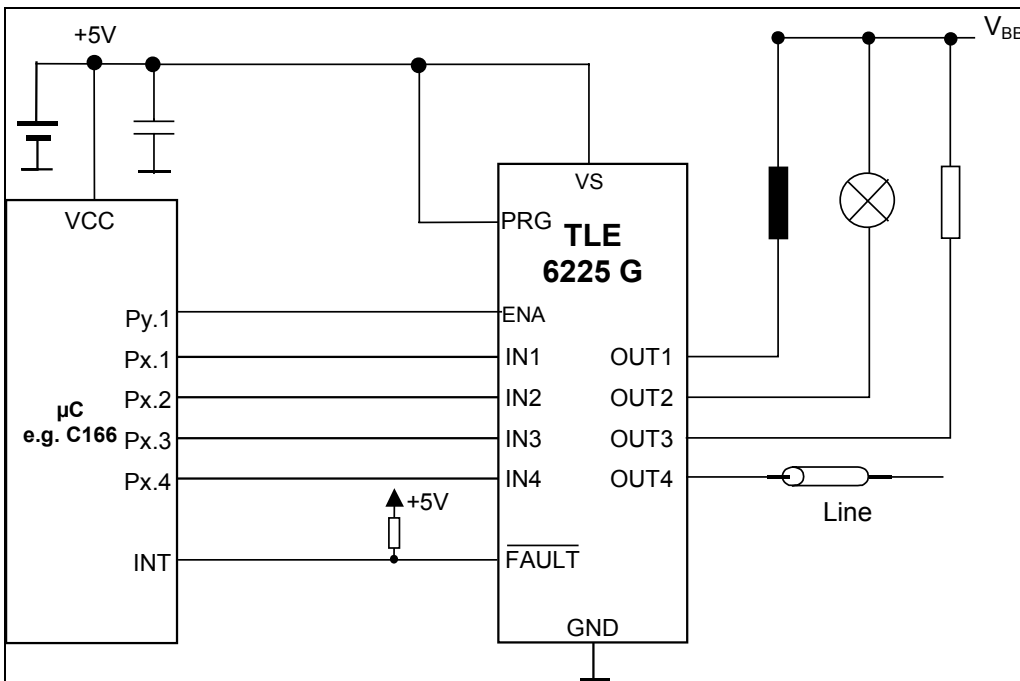 +5V
V_BB
VCC
VS
PRG
TLE
6225 G
Py.1
ENA
Px.1
IN1
OUT1
µC
e.g. C166
Px.2
IN2
OUT2
Px.3
IN3
OUT3
Px.4
IN4
OUT4
+5V
Line
INT
FAULT
GND